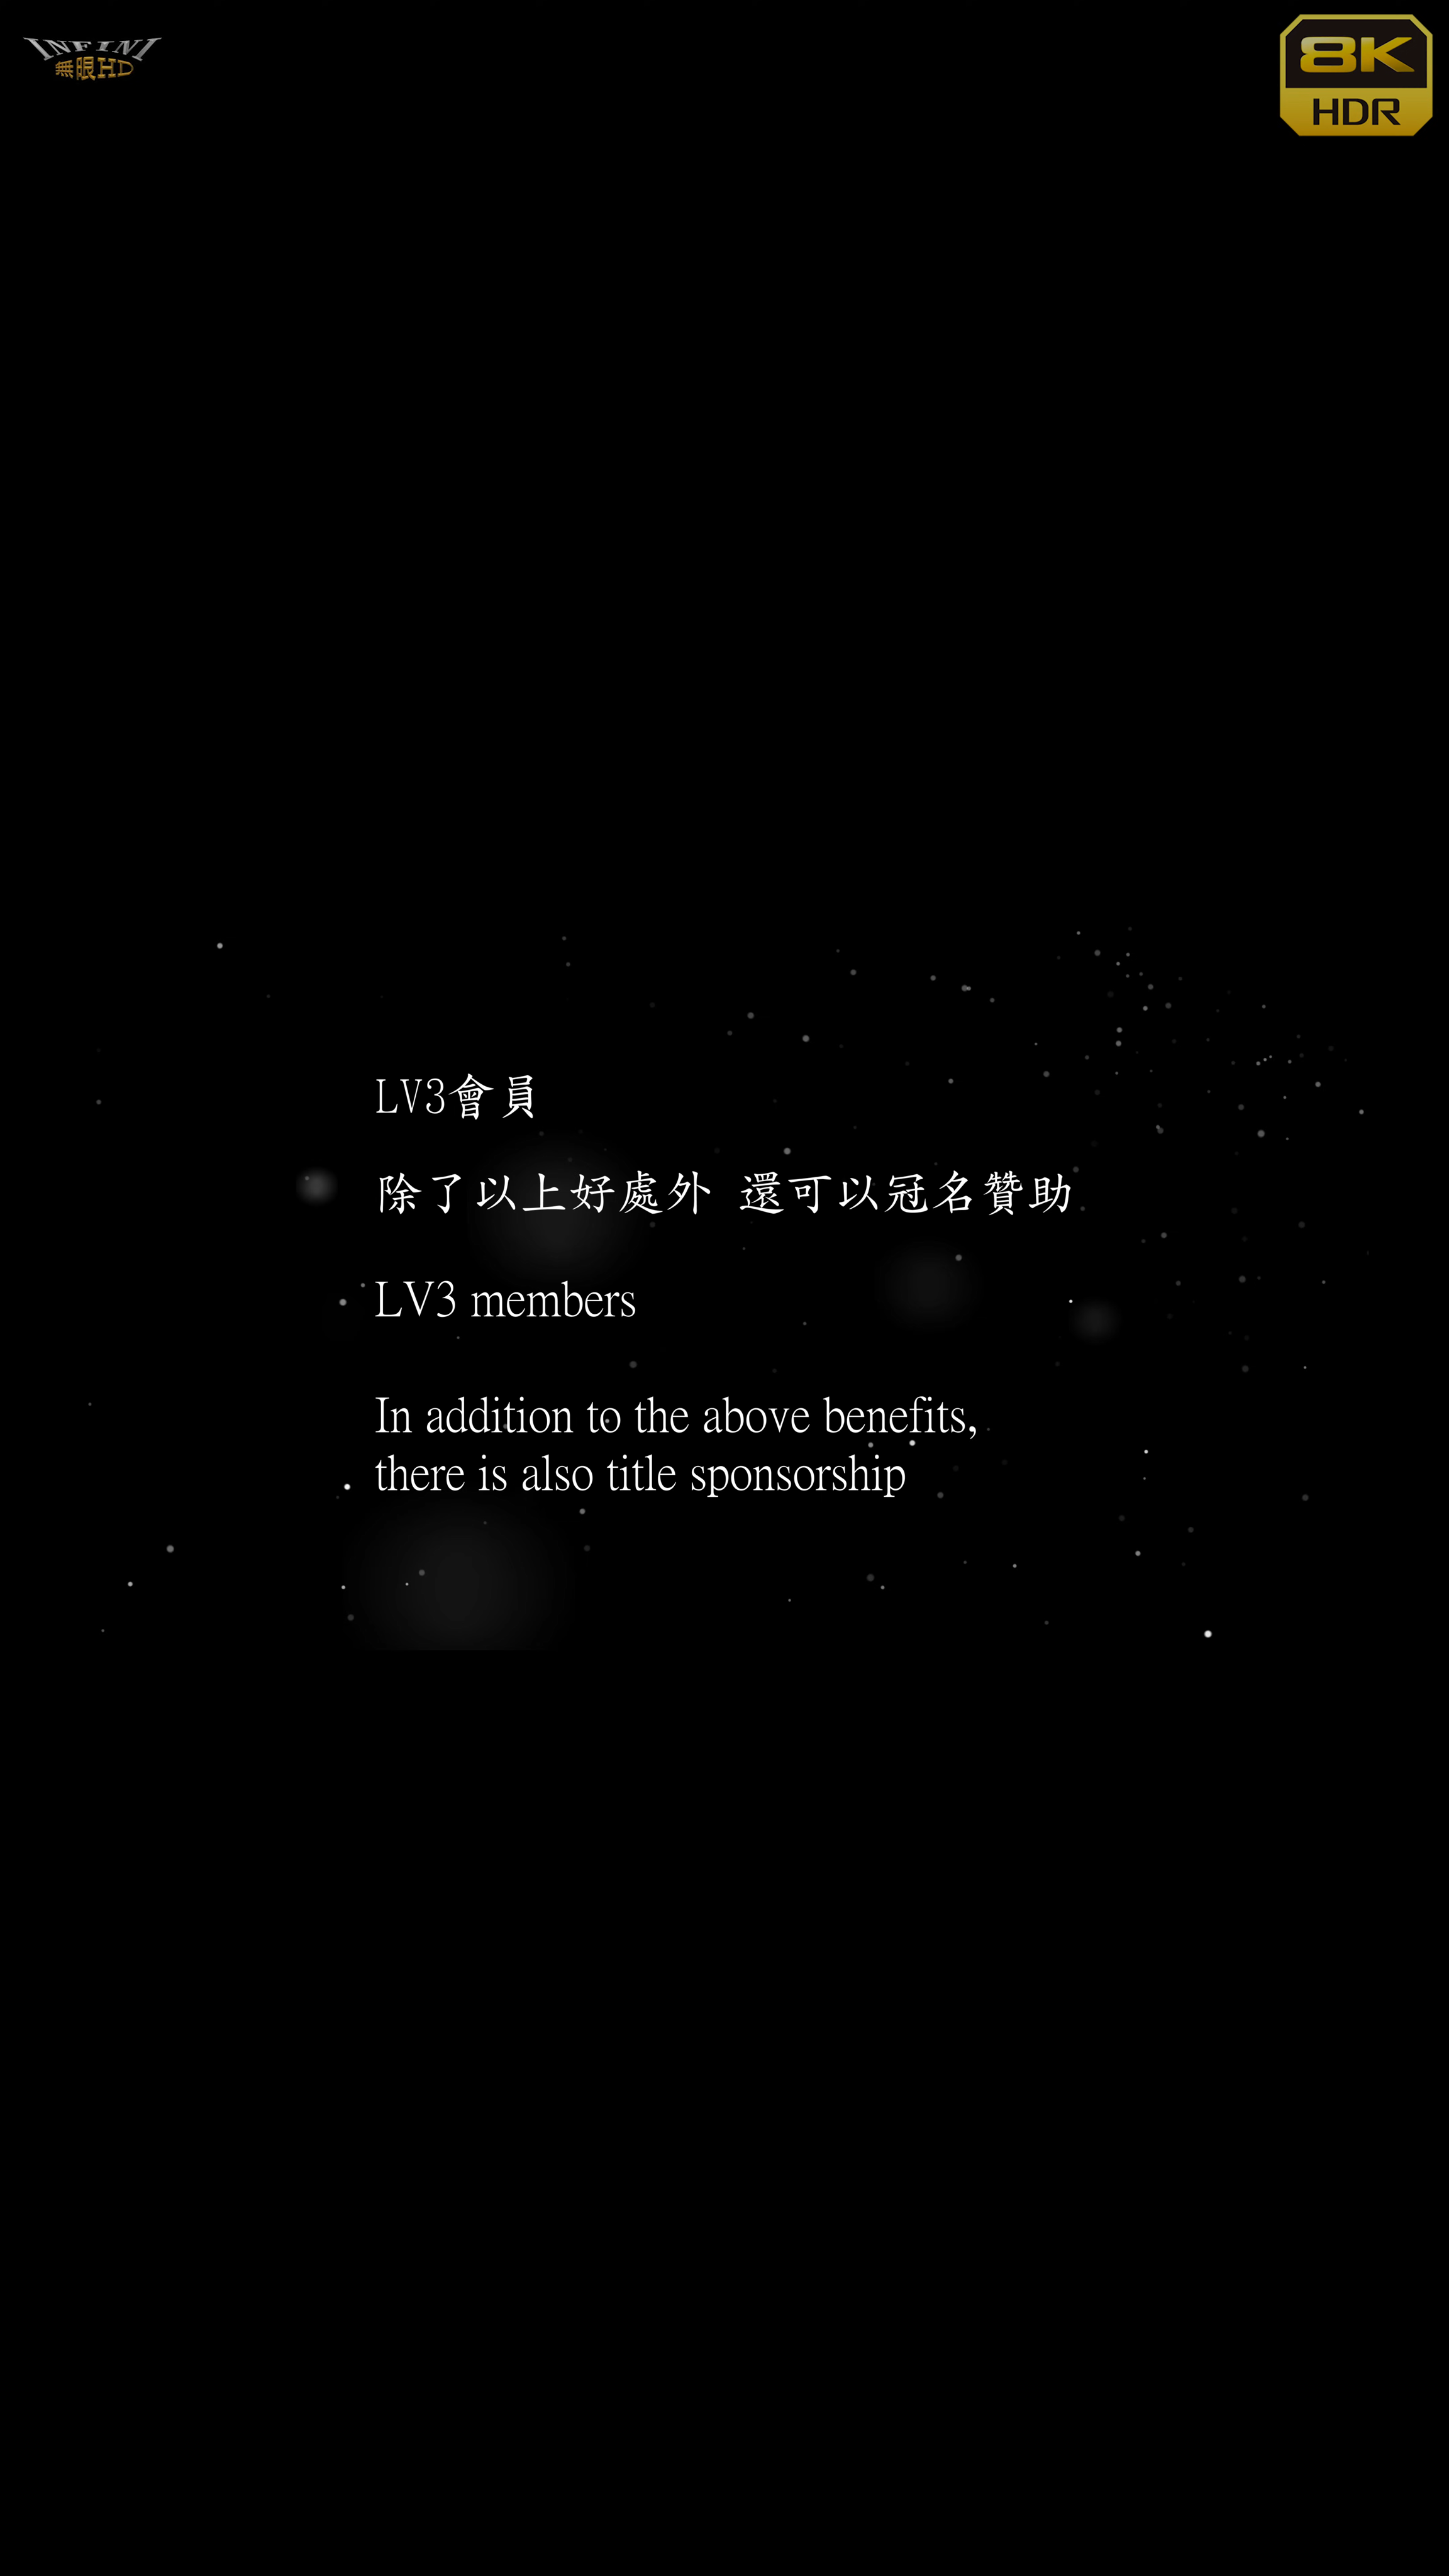 INFINI
無限HD
8K
HDR
LV3會員
除了以上好處外 還可以冠名贊助
LV3 members
In addition to the above benefits,
there is also title sponsorship